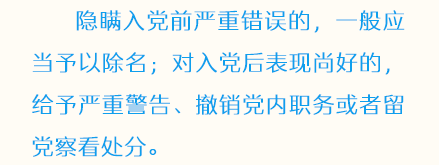 隐瞒入党前严重错误的，一般应
当予以除名；对入党后表现尚好的，
给予严重警告、撤销党内职务或者留
党察看处分。